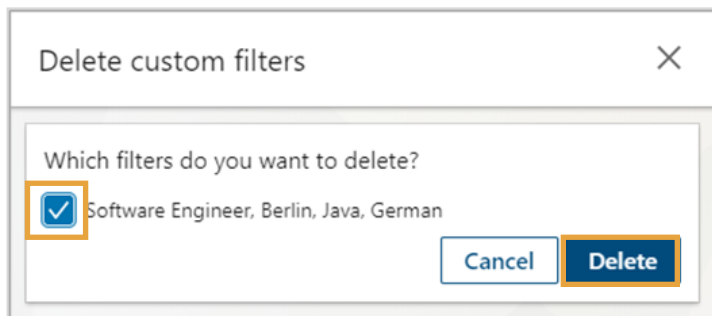 Delete custom filters
Which filters do you want to delete?
Software Engineer, Berlin, Java, German
Cancel
Delete